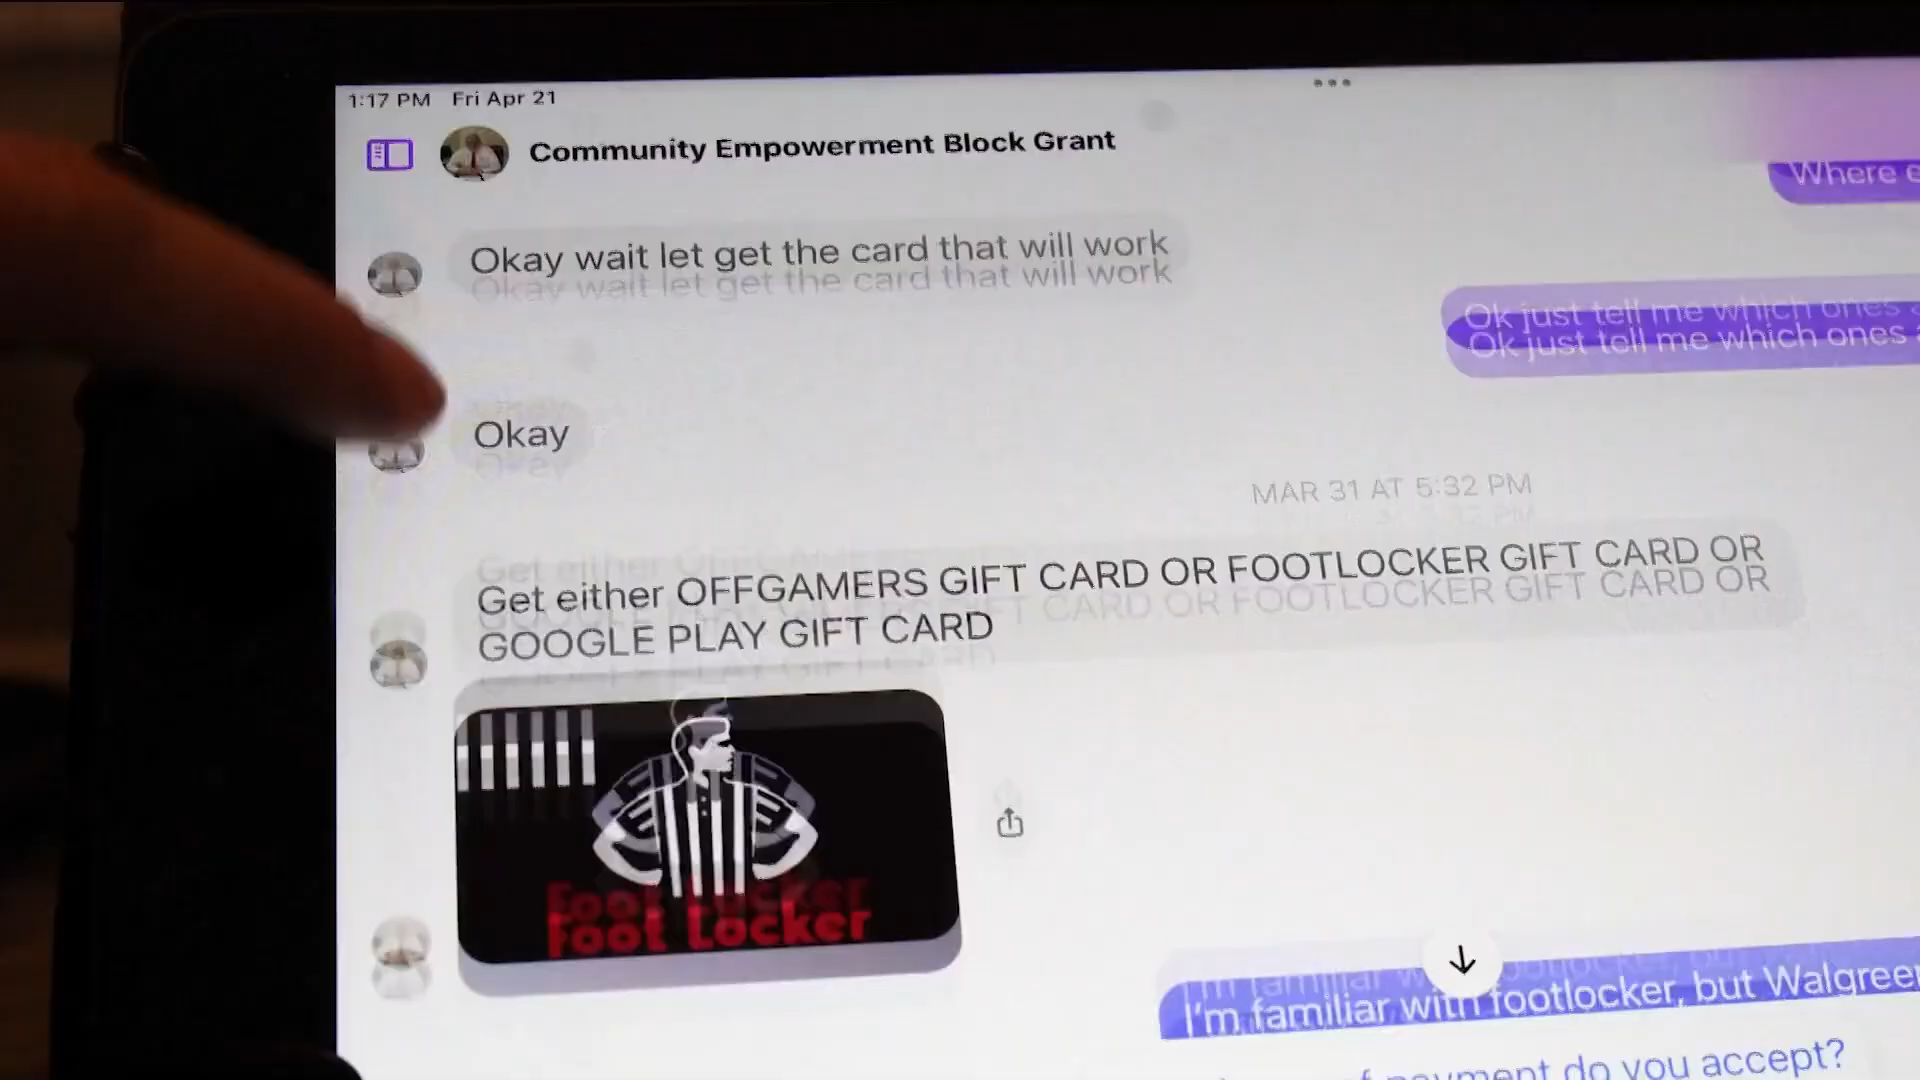 1:17 PM Fri Apr 21
Community Empowerment Block Grant
Where
Okay wait let get the card that will work
Ok just tell me which ones
Okay
MAR 31 AT 5:32 PM
Get either OFFGAMERS GIFT CARD OR FOOTLOCKER GIFT CARD OR
GOOGLE PLAY GIFT CARD
Foot Locker
I'm familiar with footlocker, but
payment do you accept?